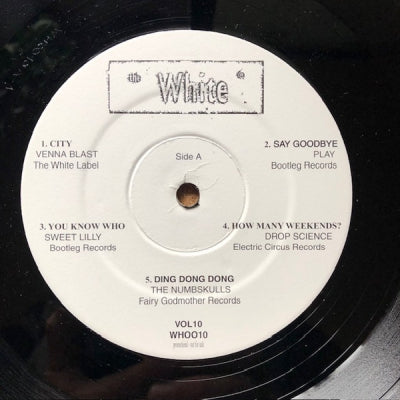 the White
1. CITY
VENNA BLAST
The White Label
Side A
2. SAY GOODBYE
PLAY
Bootleg Records
3. YOU KNOW WHO
SWEET LILLY
Bootleg Records
4. HOW MANY WEEKENDS?
DROP SCIENCE
Electric Circus Records
5. DING DONG DONG
THE NUMBSKULLS
Fairy Godmother Records
VOL10
WHOO10